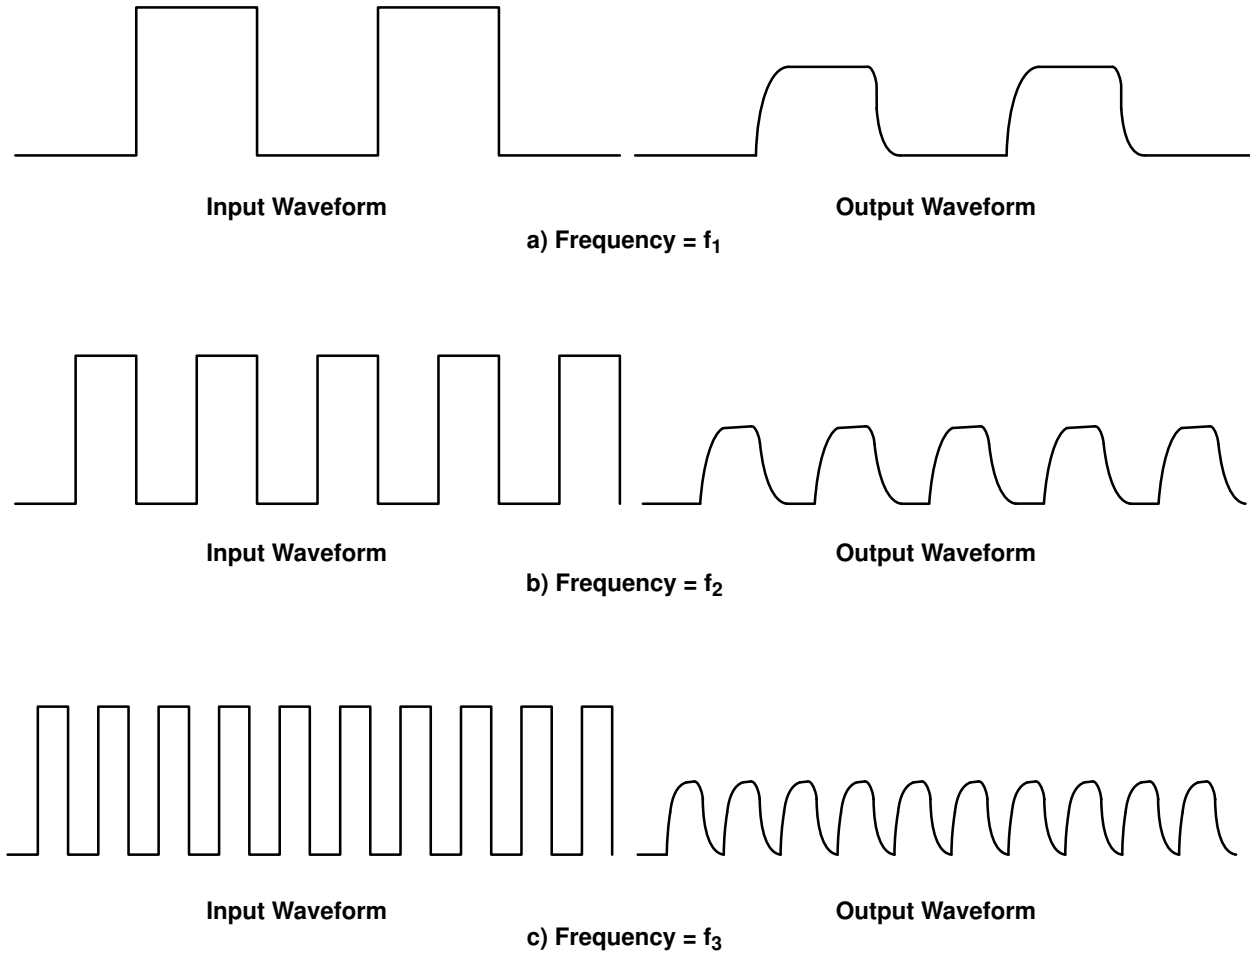 Input Waveform
Output Waveform
a) Frequency = f₁
Input Waveform
Output Waveform
b) Frequency = f₂
Input Waveform
Output Waveform
c) Frequency = f₃